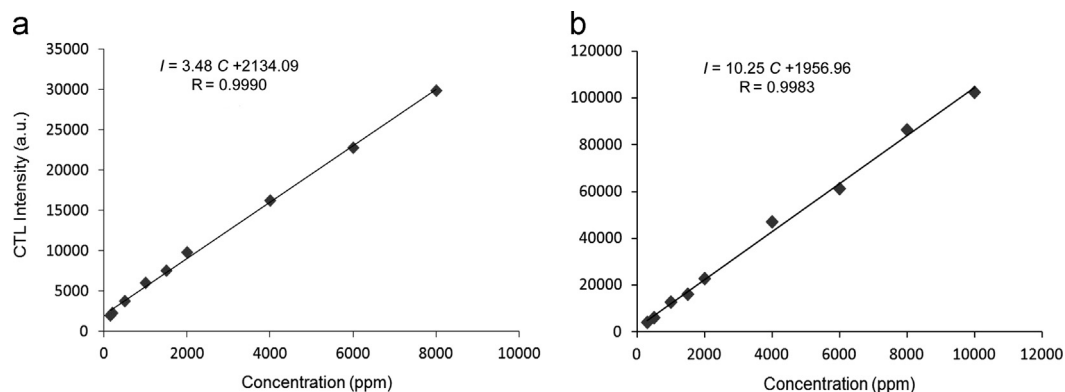 a
I = 3.48 C +2134.09
R = 0.9990
35000
30000
25000
20000
15000
10000
5000
0
CTL Intensity (a.u.)
0 2000 4000 6000 8000 10000
Concentration (ppm)
b
I = 10.25 C +1956.96
R = 0.9983
120000
100000
80000
60000
40000
20000
0
0 2000 4000 6000 8000 10000 12000
Concentration (ppm)